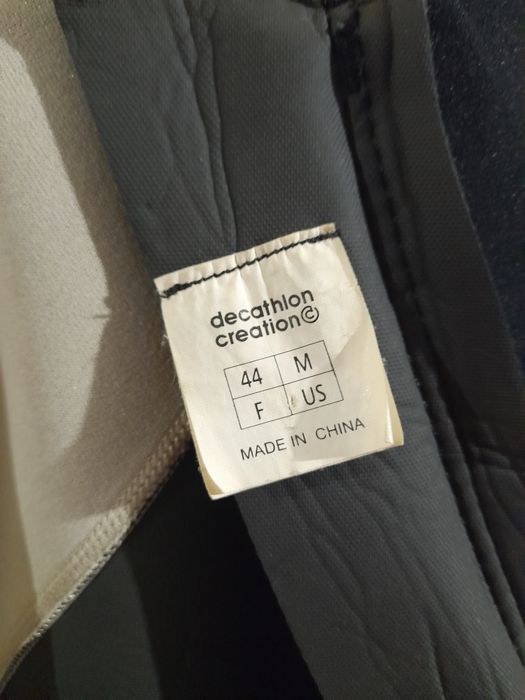 decathlon
creation©
44 M
F US
MADE IN CHINA